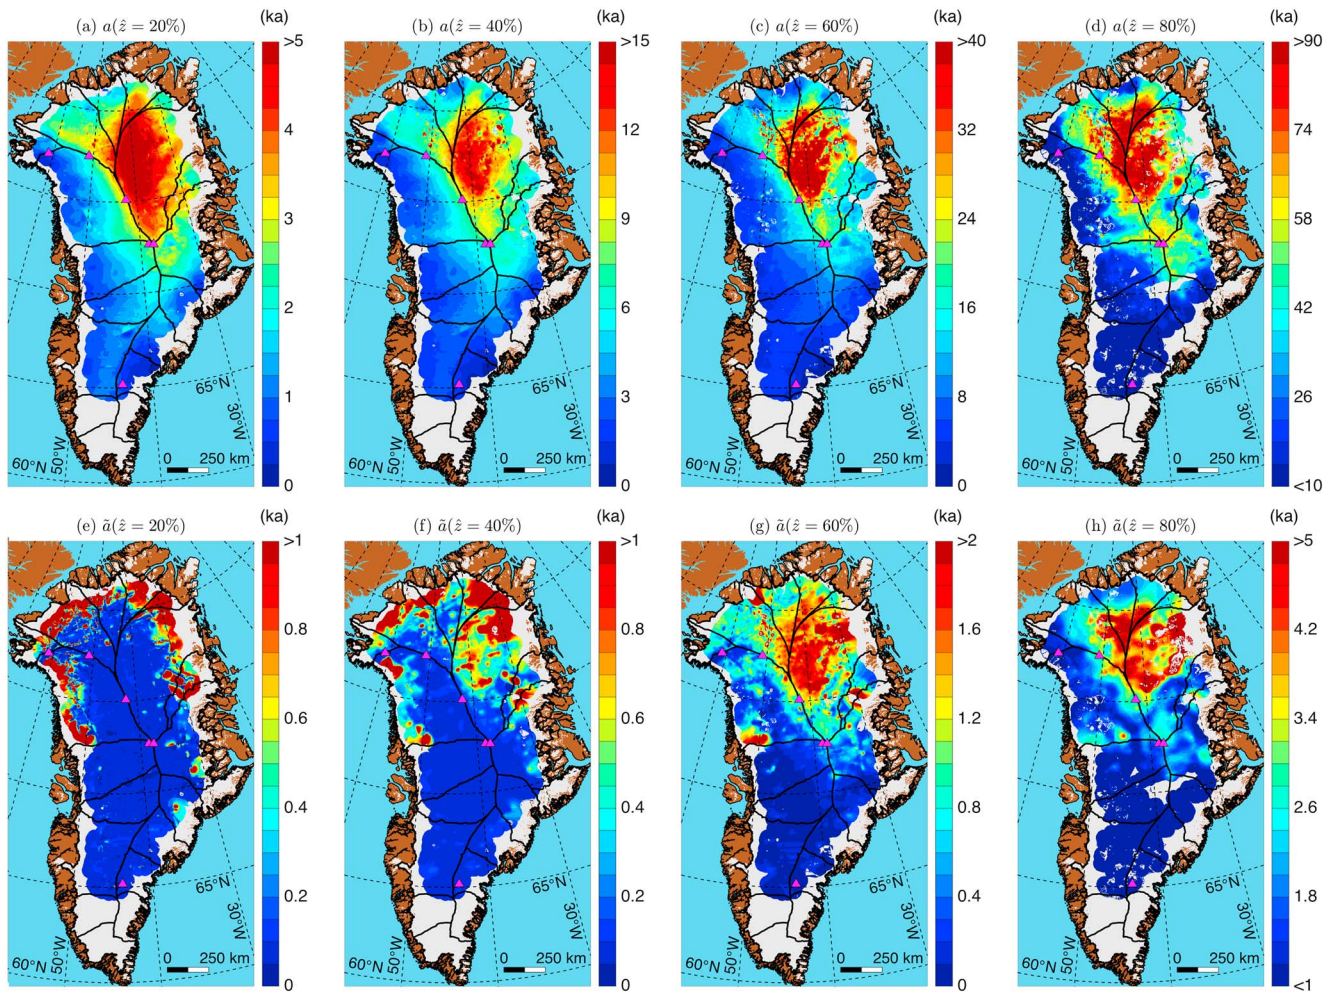 (a) a(ẑ = 20%)
(ka)
>5
4
3
2
1
0
65°N
30°W
60°N
50°W
0 250 km
(b) a(ẑ = 40%)
(ka)
>15
12
9
6
3
0
65°N
30°W
60°N
50°W
0 250 km
(c) a(ẑ = 60%)
(ka)
>40
32
24
16
8
0
65°N
30°W
60°N
50°W
0 250 km
(d) a(ẑ = 80%)
(ka)
>90
74
58
42
26
<10
65°N
30°W
60°N
50°W
0 250 km
(e) ã(ẑ = 20%)
(ka)
>1
0.8
0.6
0.4
0.2
0
65°N
30°W
60°N
50°W
0 250 km
(f) ã(ẑ = 40%)
(ka)
>1
0.8
0.6
0.4
0.2
0
65°N
30°W
60°N
50°W
0 250 km
(g) ã(ẑ = 60%)
(ka)
>2
1.6
1.2
0.8
0.4
0
65°N
30°W
60°N
50°W
0 250 km
(h) ã(ẑ = 80%)
(ka)
>5
4.2
3.4
2.6
1.8
<1
65°N
30°W
60°N
50°W
0 250 km